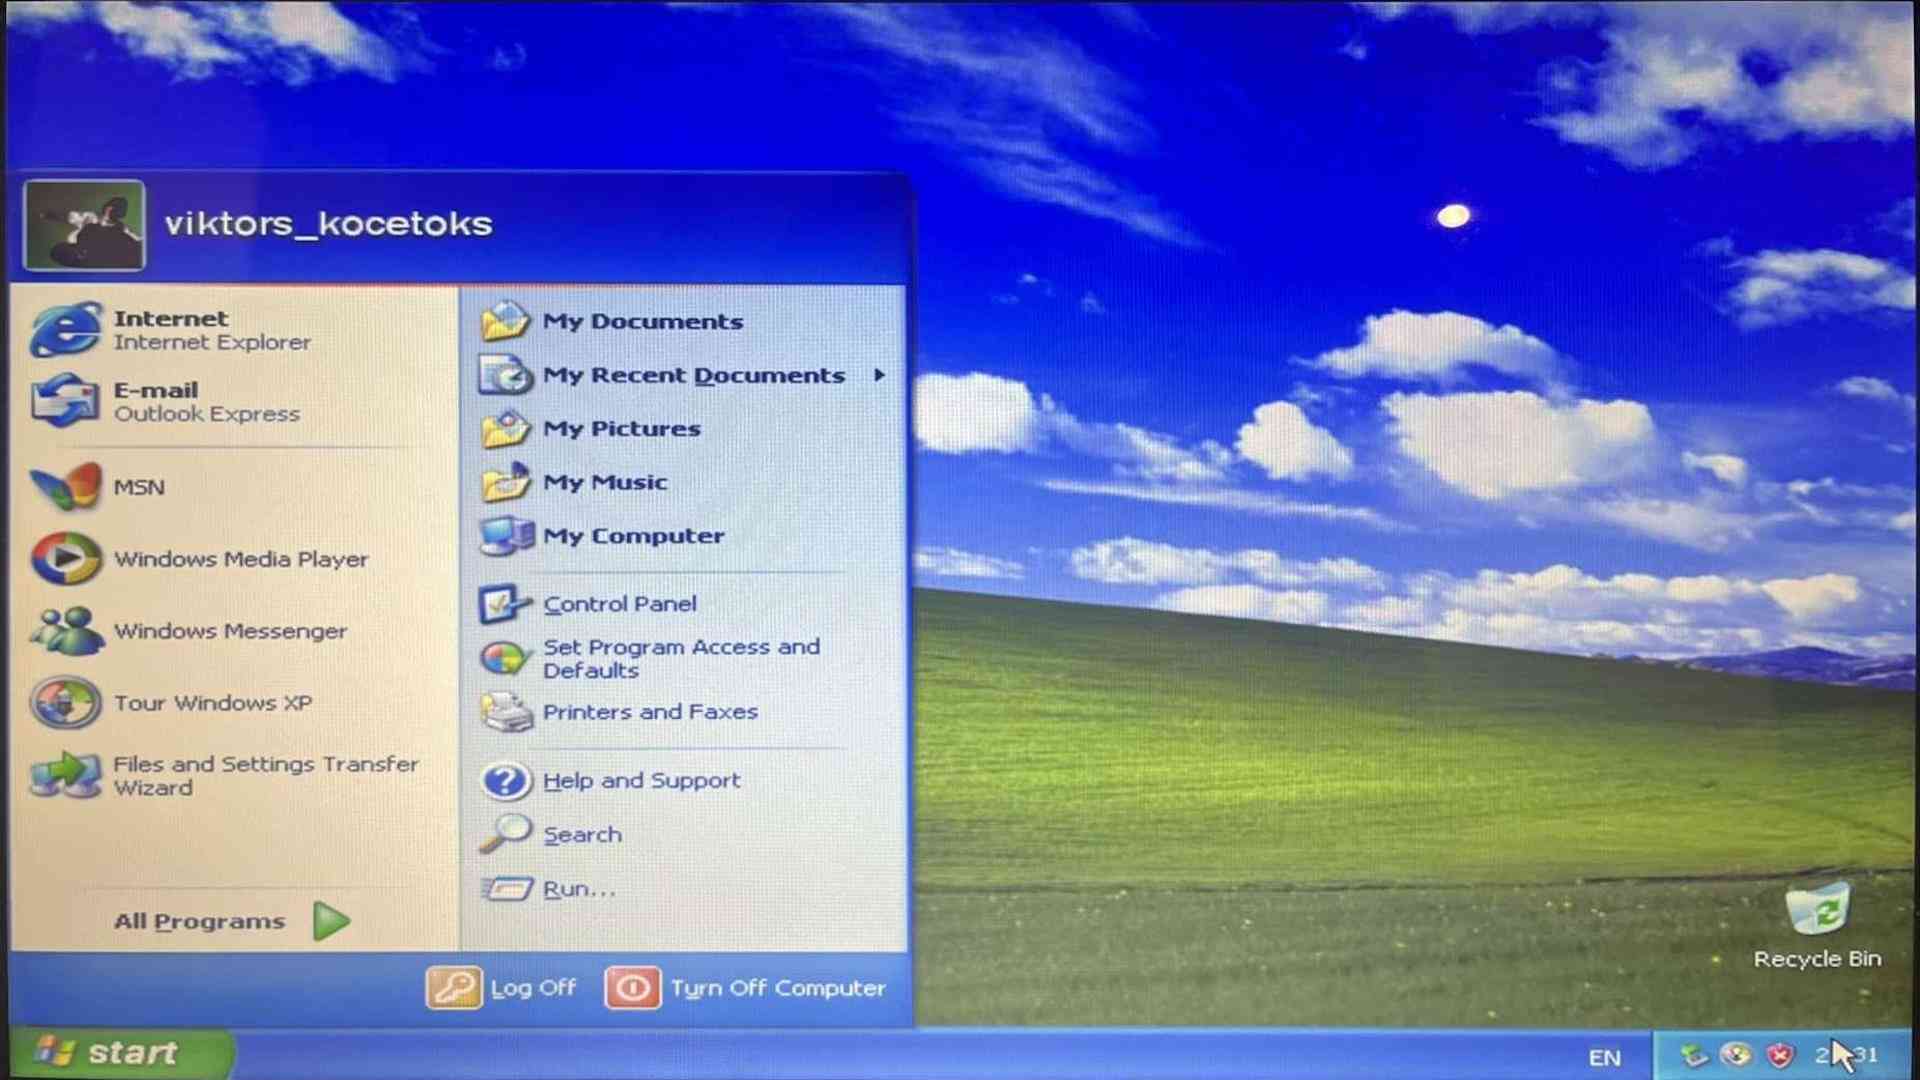 viktors_kocetoks
Internet
Internet Explorer
E-mail
Outlook Express
MSN
Windows Media Player
Windows Messenger
Tour Windows XP
Files and Settings Transfer
Wizard
All Programs
My Documents
My Recent Documents
My Pictures
My Music
My Computer
Control Panel
Set Program Access and
Defaults
Printers and Faxes
Help and Support
Search
Run...
Log Off
Turn Off Computer
Recycle Bin
start
EN